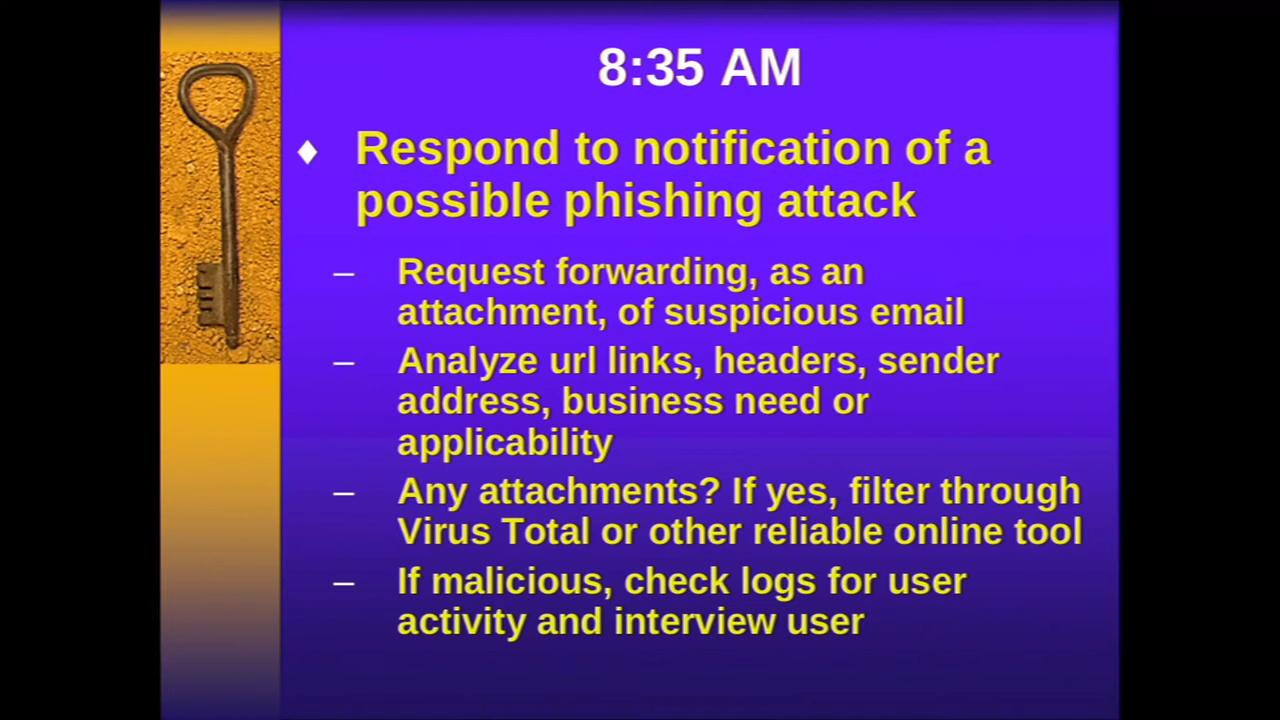 8:35 AM
Respond to notification of a
possible phishing attack
– Request forwarding, as an
attachment, of suspicious email
– Analyze url links, headers, sender
address, business need or
applicability
– Any attachments? If yes, filter through
Virus Total or other reliable online tool
– If malicious, check logs for user
activity and interview user